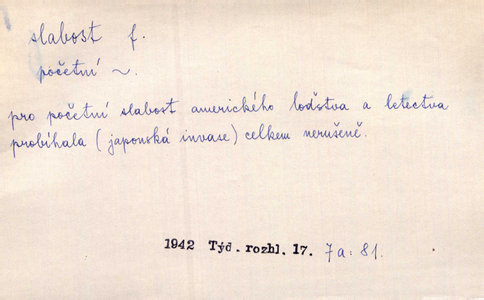 slabost f.
početní ~.
pro početní slabost amerického loďstva a letectva
probíhala (japonská invase) celkem nerušeně.
1942 Týd. rozhl. 17. 7a: 81.